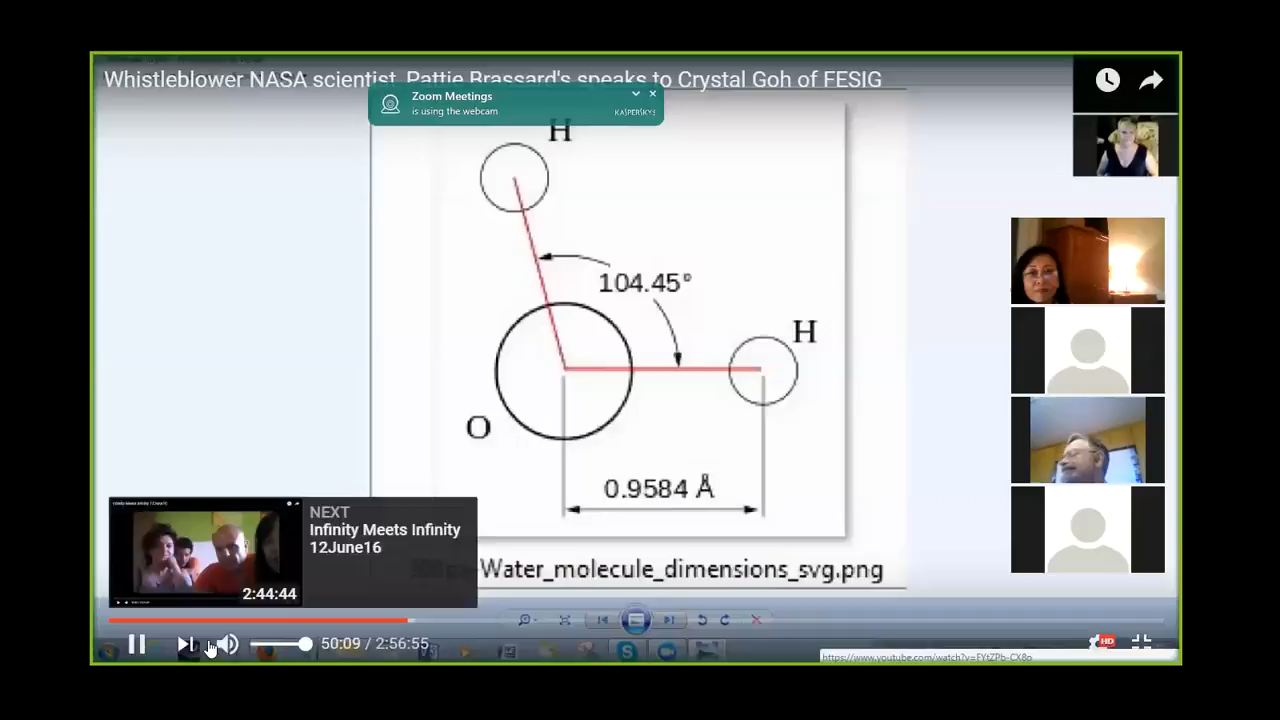 Whistleblower NASA scientist, Pattie Brassard's speaks to Crystal Goh of FESIG
Zoom Meetings
is using the webcam
KASPERSKY
H
104.45°
H
O
0.9584 Å
NEXT
Infinity Meets Infinity
12June16
2:44:44
Water_molecule_dimensions_svg.png
50:09 / 2:56:55
HD